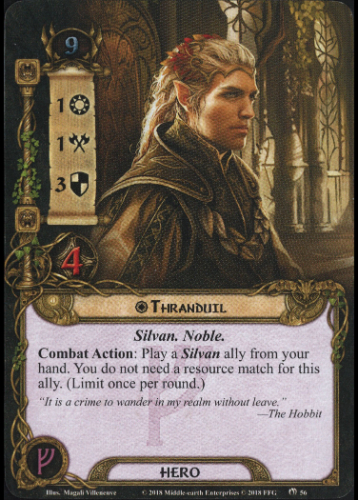 9
1
1
3
4
Thranduil
Silvan. Noble.
Combat Action: Play a Silvan ally from your
hand. You do not need a resource match for this
ally. (Limit once per round.)
"It is a crime to wander in my realm without leave."
—The Hobbit
HERO
Illus. Magali Villeneuve © 2018 Middle-earth Enterprises © 2018 FFG 56